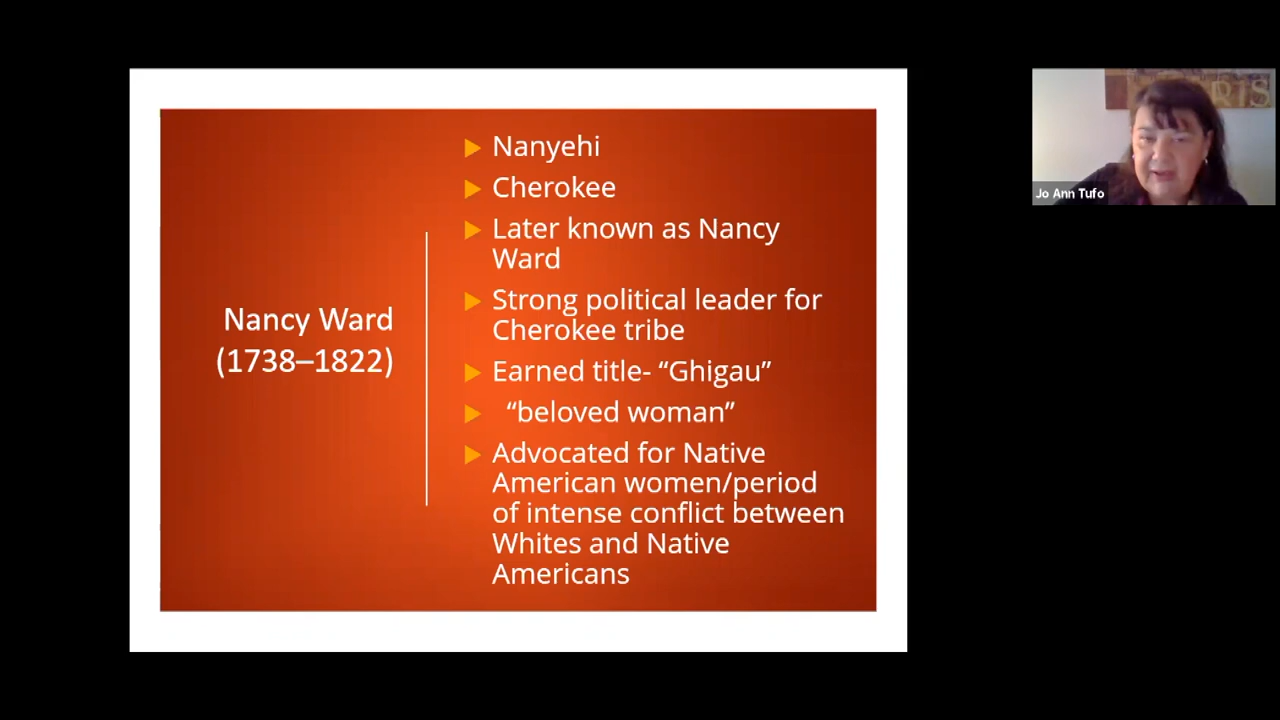 Nancy Ward
(1738–1822)
Nanyehi
Cherokee
Later known as Nancy
Ward
Strong political leader for
Cherokee tribe
Earned title- “Ghigau”
“beloved woman”
Advocated for Native
American women/period
of intense conflict between
Whites and Native
Americans
Jo Ann Tufo